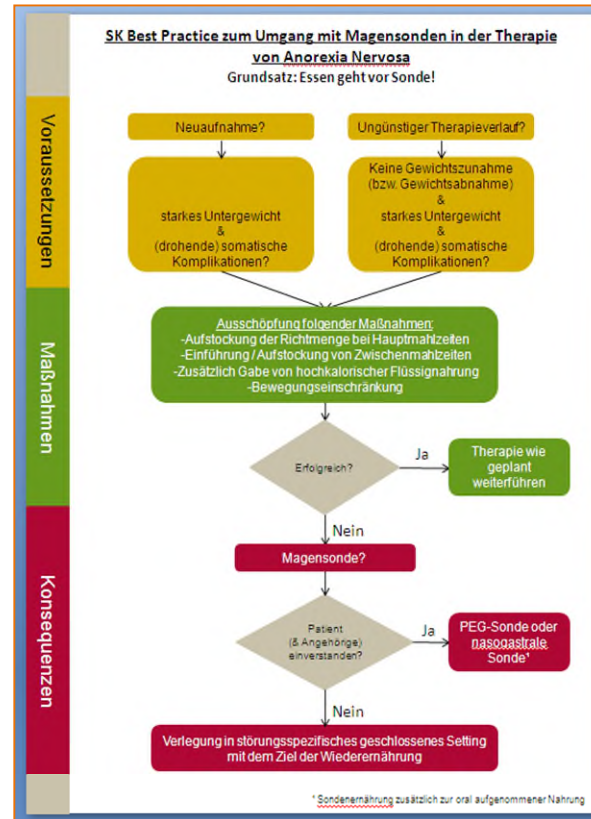 SK Best Practice zum Umgang mit Magensonden in der Therapie
von Anorexia Nervosa
Grundsatz: Essen geht vor Sonde!
Voraussetzungen
Neuaufnahme?
Ungünstiger Therapieverlauf?
starkes Untergewicht
&
(drohende) somatische
Komplikationen?
Keine Gewichtszunahme
(bzw. Gewichtsabnahme)
&
starkes Untergewicht
&
(drohende) somatische
Komplikationen?
Maßnahmen
Ausschöpfung folgender Maßnahmen:
-Aufstockung der Richtmenge bei Hauptmahlzeiten
-Einführung / Aufstockung von Zwischenmahlzeiten
-Zusätzlich Gabe von hochkalorischer Flüssignahrung
-Bewegungseinschränkung
Erfolgreich?
Ja
Therapie wie
geplant
weiterführen
Nein
Konsequenzen
Magensonde?
Patient
(& Angehörige)
einverstanden?
Ja
PEG-Sonde oder
nasogastrale
Sonde¹
Nein
Verlegung in störungsspezifisches geschlossenes Setting
mit dem Ziel der Wiederernährung
¹ Sondenernährung zusätzlich zur oral aufgenommener Nahrung